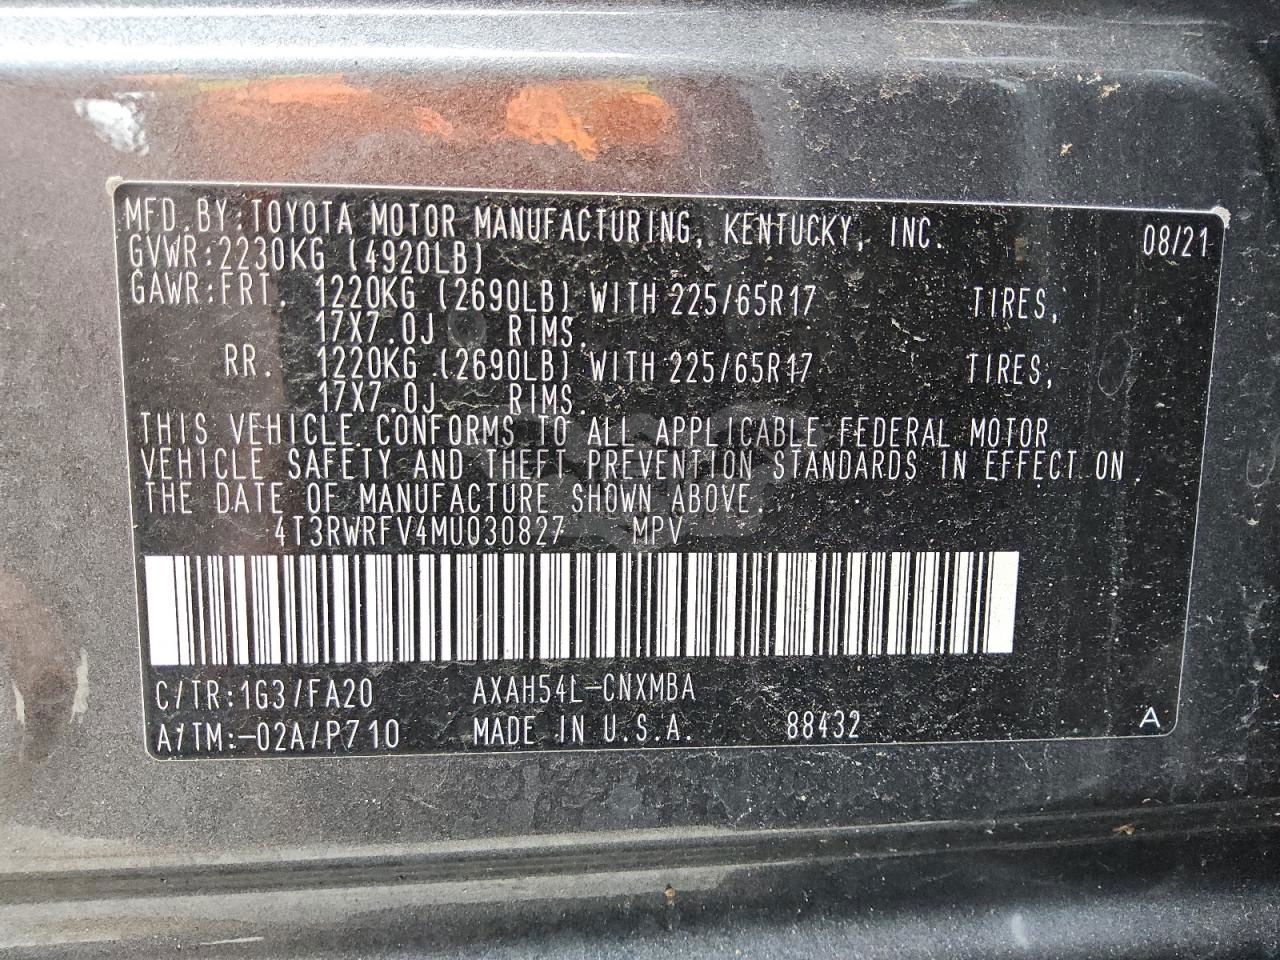 MFD.BY:TOYOTA MOTOR MANUFACTURING, KENTUCKY, INC. 08/21
GVWR:2230KG (4920LB)
GAWR:FRT. 1220KG (2690LB) WITH 225/65R17 TIRES,
17X7.0J RIMS.
RR. 1220KG (2690LB) WITH 225/65R17 TIRES,
17X7.0J RIMS.
THIS VEHICLE CONFORMS TO ALL APPLICABLE FEDERAL MOTOR
VEHICLE SAFETY AND THEFT PREVENTION STANDARDS IN EFFECT ON
THE DATE OF MANUFACTURE SHOWN ABOVE.
4T3RWRFV4MU030827 MPV
C/TR:1G3/FA20 AXAH54L-CNXMBA
A/TM:-02A/P710 MADE IN U.S.A. 88432 A